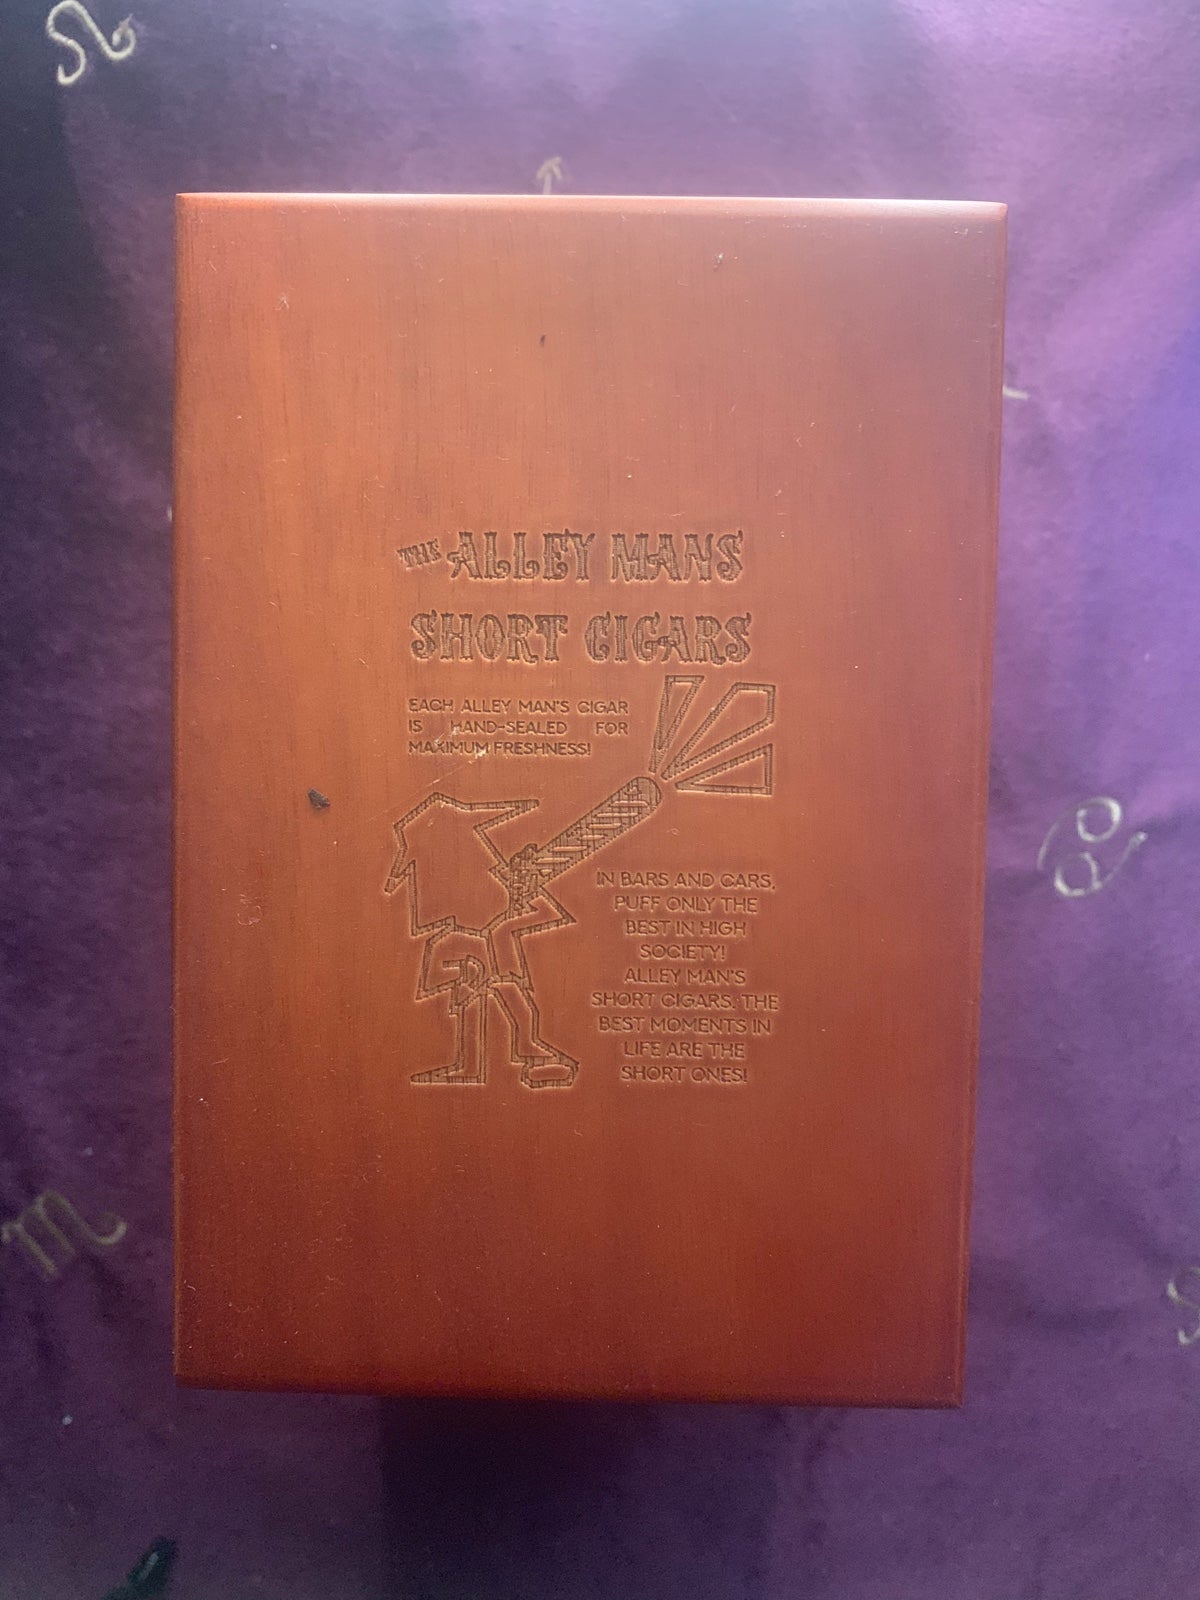 THE ALLEY MANS
SHORT CIGARS
EACH ALLEY MAN'S CIGAR
IS HAND-SEALED FOR
MAXIMUM FRESHNESS!
IN BARS AND CARS,
PUFF ONLY THE
BEST IN HIGH
SOCIETY!
ALLEY MAN'S
SHORT CIGARS. THE
BEST MOMENTS IN
LIFE ARE THE
SHORT ONES!